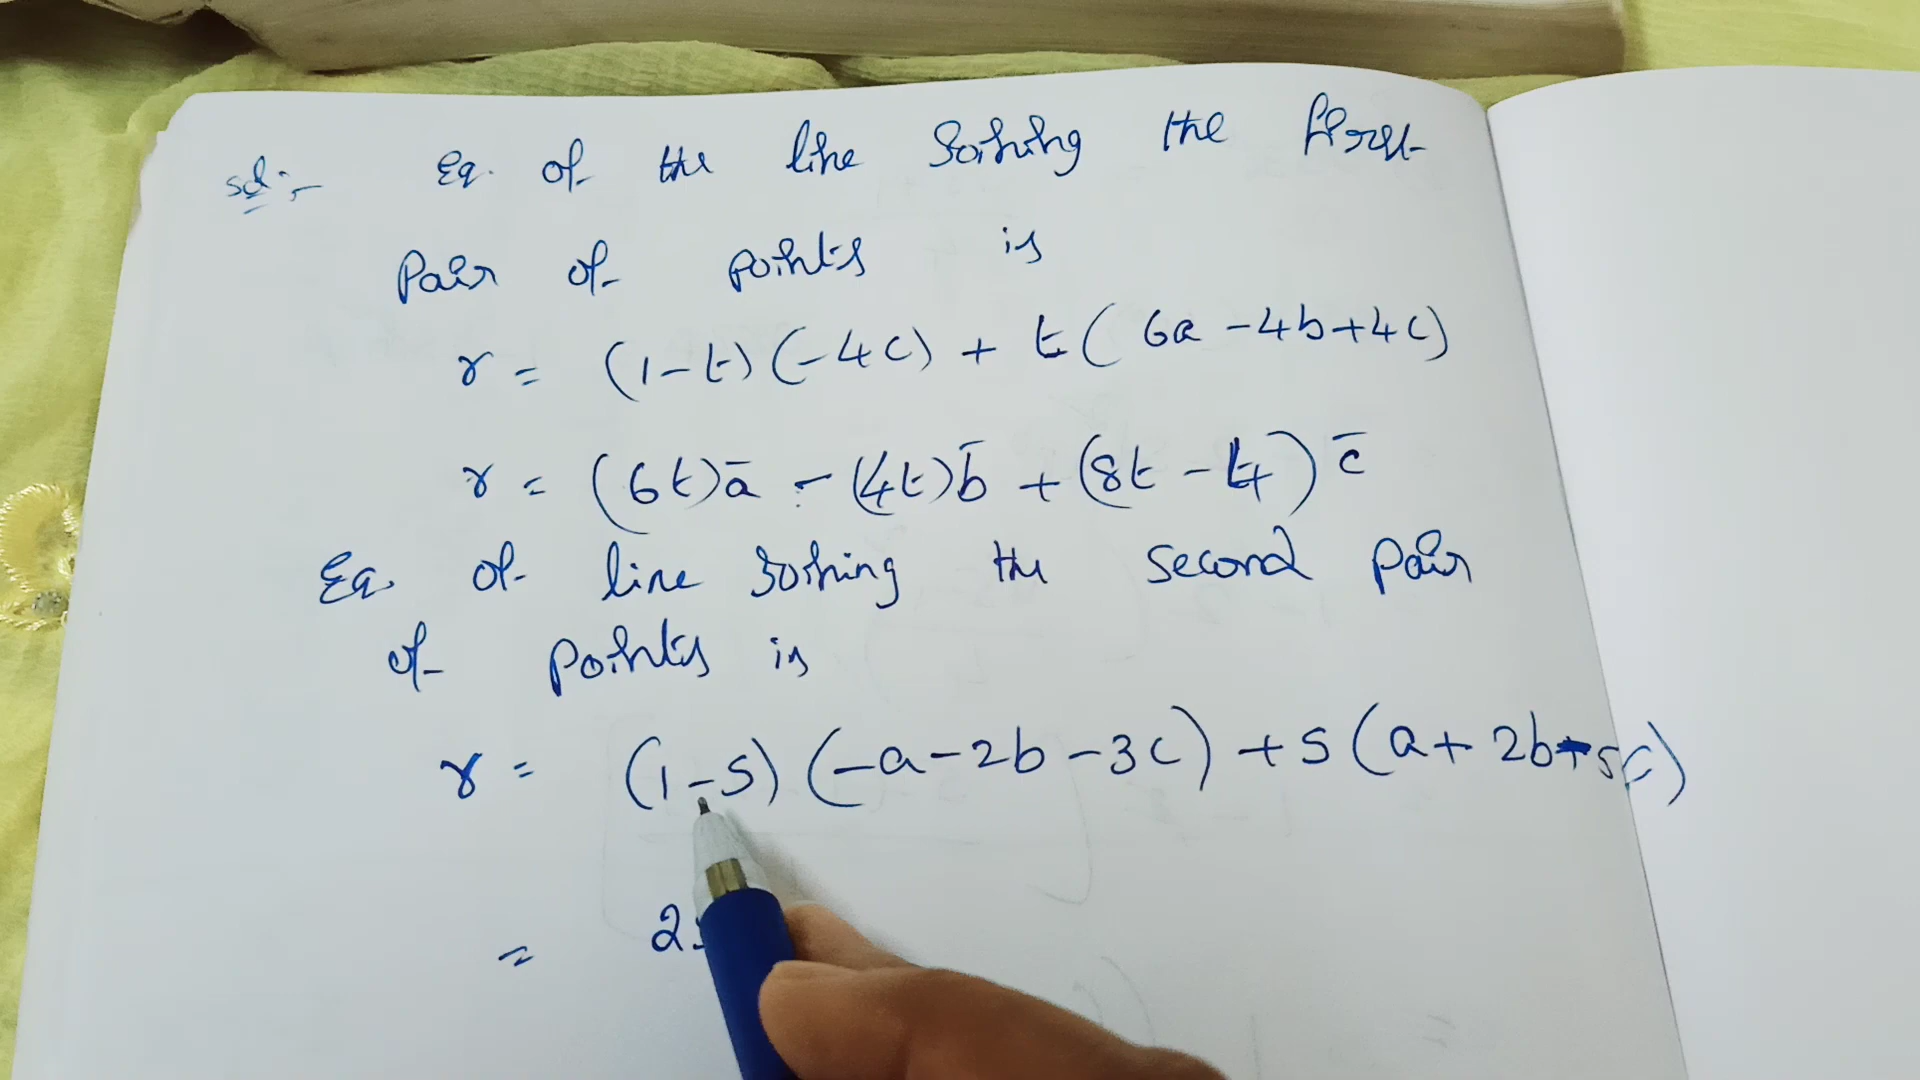 sol:- Eq. of the line joining the first
Pair of points is
r = (1-t)(-4c) + t(6a-4b+4c)
r = (6t)a̅ - (4t)b̅ + (8t-4)c̅
Eq. of line joining the second pair
of points is
r = (1-s)(-a-2b-3c) + s(a+2b-5c)
= 2s